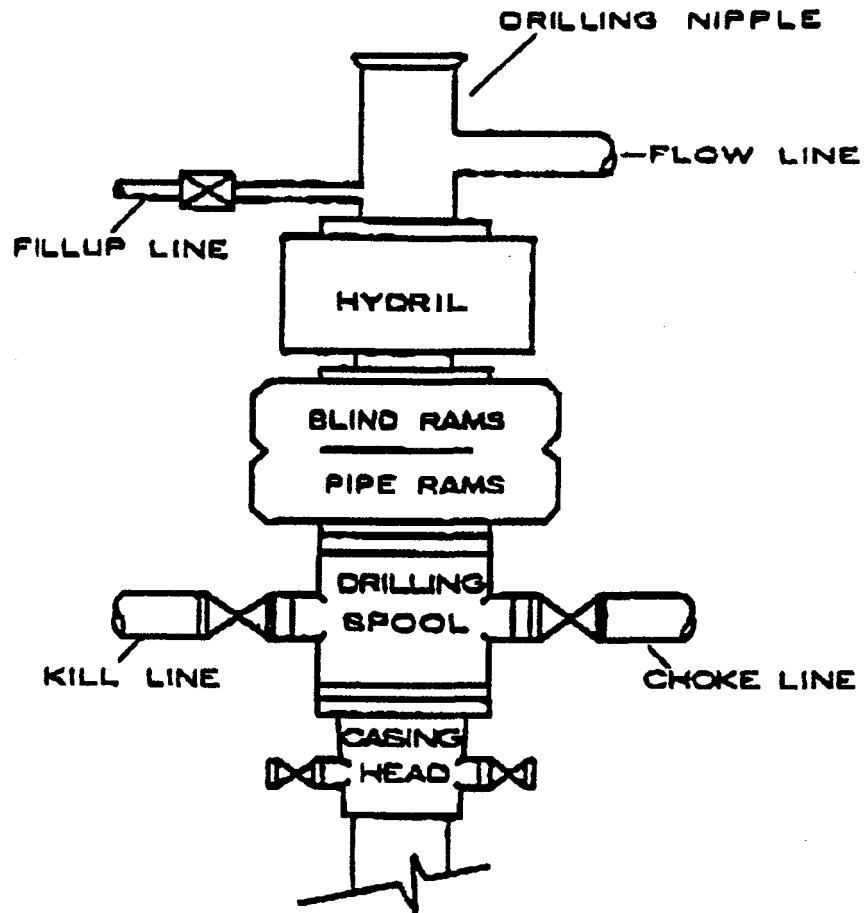 DRILLING NIPPLE
FLOW LINE
FILLUP LINE
HYDRIL
BLIND RAMS
PIPE RAMS
DRILLING
SPOOL
KILL LINE
CHOKE LINE
CASING
HEAD